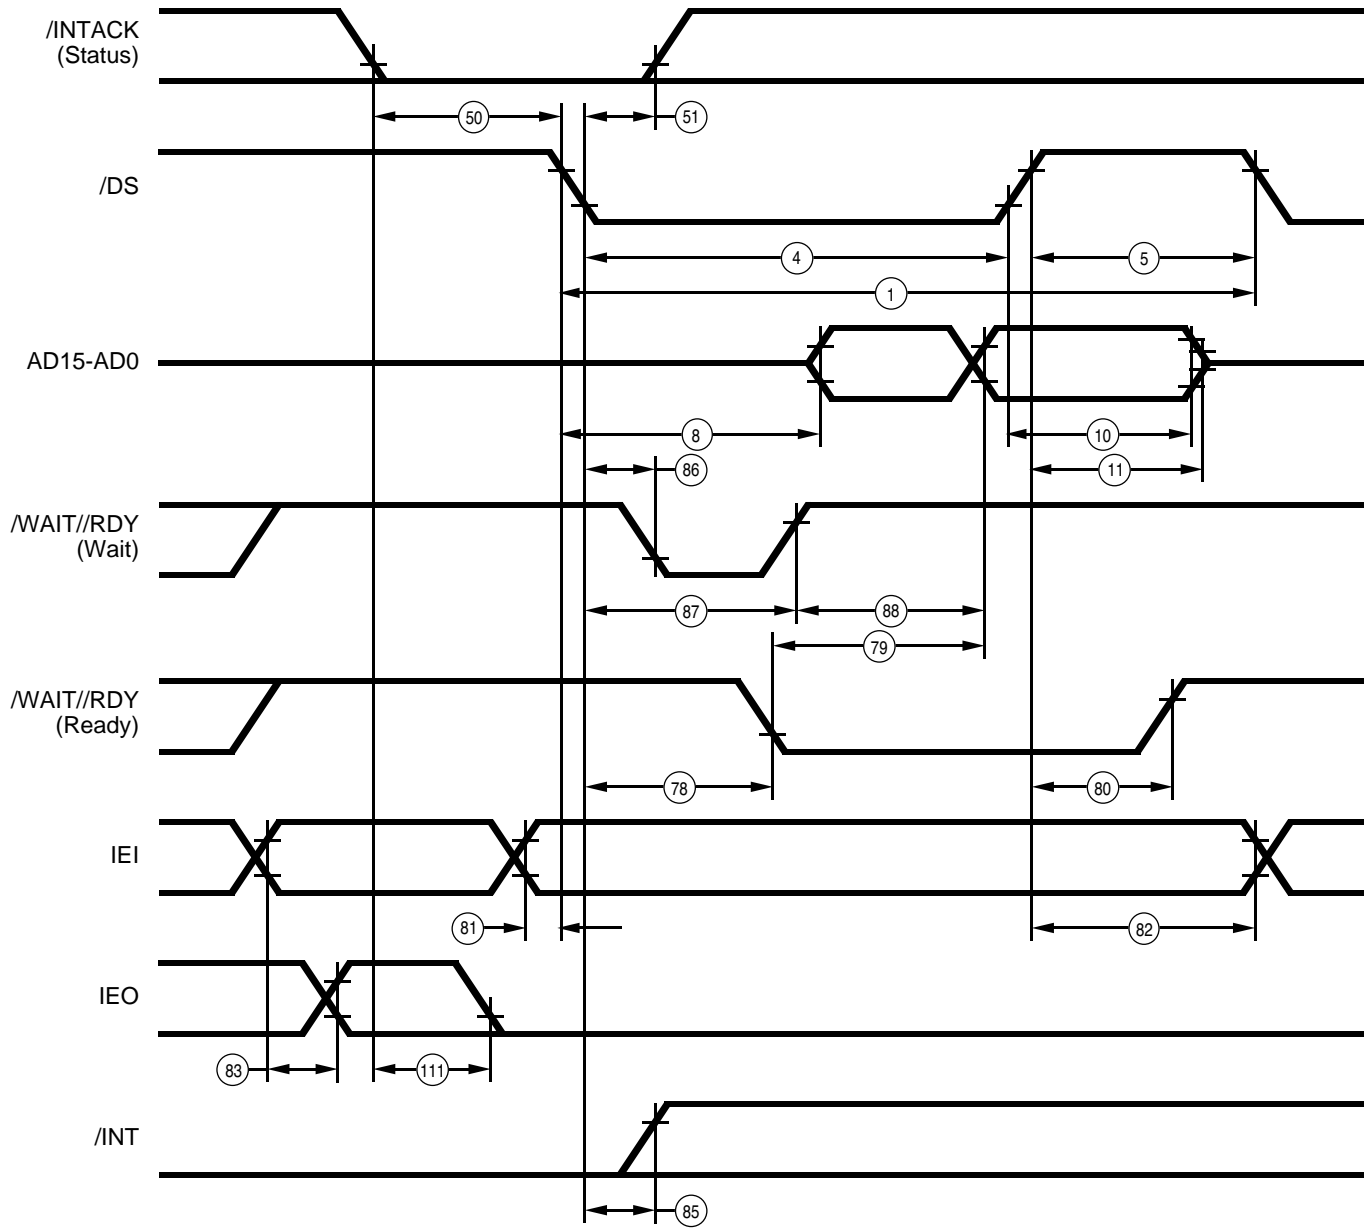 /INTACK
(Status)
50
51
/DS
4
5
1
AD15-AD0
8
10
86
11
/WAIT//RDY
(Wait)
87
88
79
/WAIT//RDY
(Ready)
78
80
IEI
81
82
IEO
83
111
/INT
85